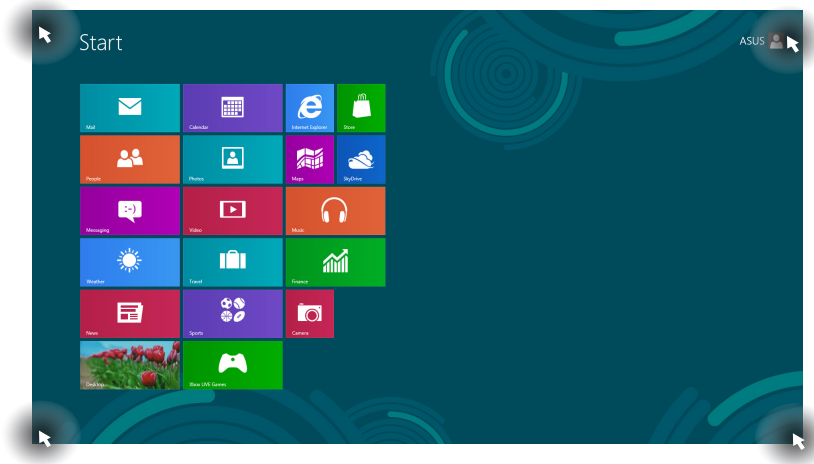 Start
ASUS
Mail
Calendar
Internet Explorer
Store
People
Photos
Maps
SkyDrive
Messaging
Video
Music
Weather
Travel
Finance
News
Sports
Camera
Desktop
Xbox LIVE Games